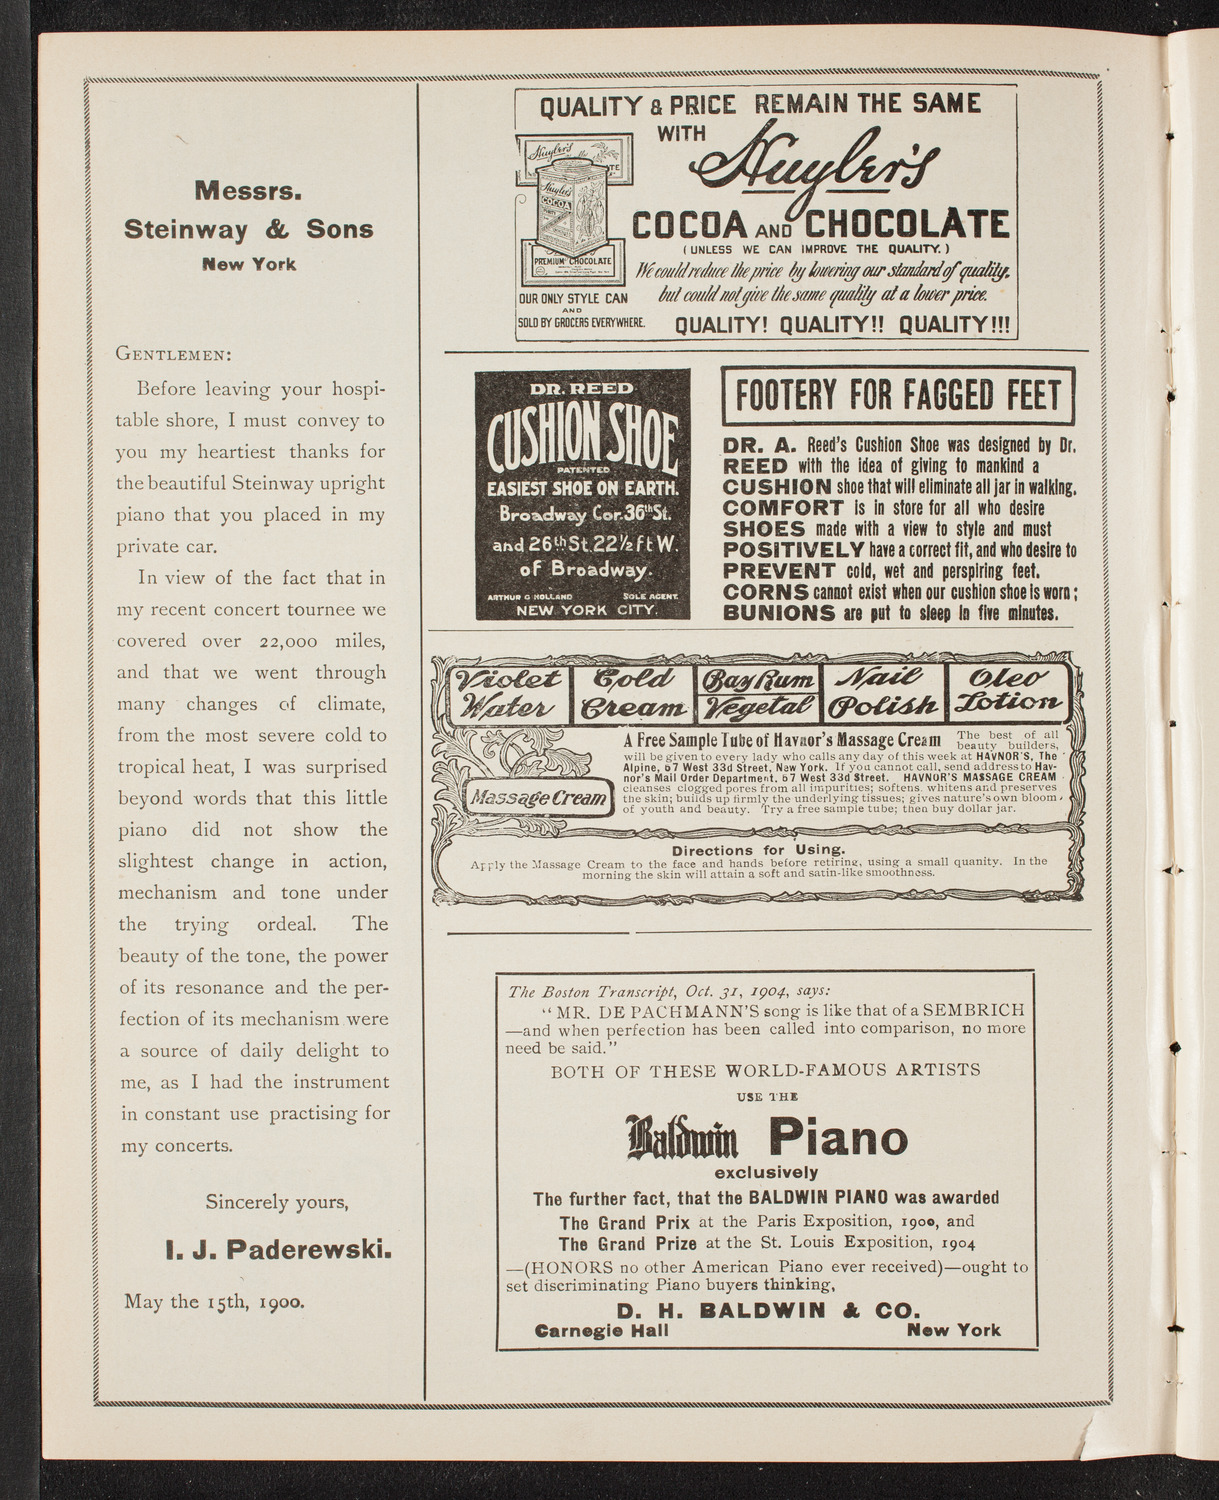 Messrs.
Steinway & Sons
New York
GENTLEMEN:
Before leaving your hospi-
table shore, I must convey to
you my heartiest thanks for
the beautiful Steinway upright
piano that you placed in my
private car.
In view of the fact that in
my recent concert tournee we
covered over 22,000 miles,
and that we went through
many changes of climate,
from the most severe cold to
tropical heat, I was surprised
beyond words that this little
piano did not show the
slightest change in action,
mechanism and tone under
the trying ordeal. The
beauty of the tone, the power
of its resonance and the per-
fection of its mechanism were
a source of daily delight to
me, as I had the instrument
in constant use practising for
my concerts.
Sincerely yours,
I. J. Paderewski.
May the 15th, 1900.
QUALITY & PRICE REMAIN THE SAME
WITH Huyler's
COCOA AND CHOCOLATE
(UNLESS WE CAN IMPROVE THE QUALITY.)
We could reduce the price by lowering our standard of quality,
but could not give the same quality at a lower price.
QUALITY! QUALITY!! QUALITY!!!
Huyler's
Huyler's
COCOA
PREMIUM CHOCOLATE
OUR ONLY STYLE CAN
AND
SOLD BY GROCERS EVERYWHERE.
DR. REED
CUSHION SHOE
PATENTED
EASIEST SHOE ON EARTH.
Broadway Cor. 36th St.
and 26th St. 22½ ft W.
of Broadway.
ARTHUR G HOLLAND SOLE AGENT.
NEW YORK CITY.
FOOTERY FOR FAGGED FEET
DR. A. Reed's Cushion Shoe was designed by Dr.
REED with the idea of giving to mankind a
CUSHION shoe that will eliminate all jar in walking.
COMFORT is in store for all who desire
SHOES made with a view to style and must
POSITIVELY have a correct fit, and who desire to
PREVENT cold, wet and perspiring feet.
CORNS cannot exist when our cushion shoe is worn;
BUNIONS are put to sleep in five minutes.
Violet Water
Cold Cream
Bay Rum
Vegetal
Nail Polish
Oleo Lotion
Massage Cream
A Free Sample Tube of Havnor's Massage Cream The best of all
beauty builders,
will be given to every lady who calls any day of this week at HAVNOR'S, The
Alpine, 57 West 33d Street, New York. If you cannot call, send address to Hav-
nor's Mail Order Department, 57 West 33d Street. HAVNOR'S MASSAGE CREAM
cleanses clogged pores from all impurities; softens, whitens and preserves
the skin; builds up firmly the underlying tissues; gives nature's own bloom
of youth and beauty. Try a free sample tube; then buy dollar jar.
Directions for Using.
Apply the Massage Cream to the face and hands before retiring, using a small quanity. In the
morning the skin will attain a soft and satin-like smoothness.
The Boston Transcript, Oct. 31, 1904, says:
"MR. DE PACHMANN'S song is like that of a SEMBRICH
—and when perfection has been called into comparison, no more
need be said."
BOTH OF THESE WORLD-FAMOUS ARTISTS
USE THE
Baldwin Piano
exclusively
The further fact, that the BALDWIN PIANO was awarded
The Grand Prix at the Paris Exposition, 1900, and
The Grand Prize at the St. Louis Exposition, 1904
—(HONORS no other American Piano ever received)—ought to
set discriminating Piano buyers thinking,
D. H. BALDWIN & CO.
Carnegie Hall New York